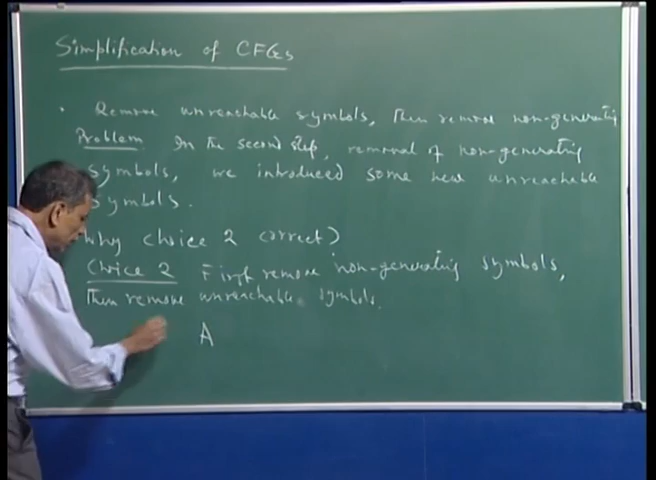 Simplification of CFGs
. Remove unreachable symbols, then remove non-generating
Problem. In the second step, removal of non-generating
symbols, we introduced some new unreachable
symbols.
Why choice 2 correct)
Choice 2 First remove non-generating symbols,
Then remove unreachable symbols.
A